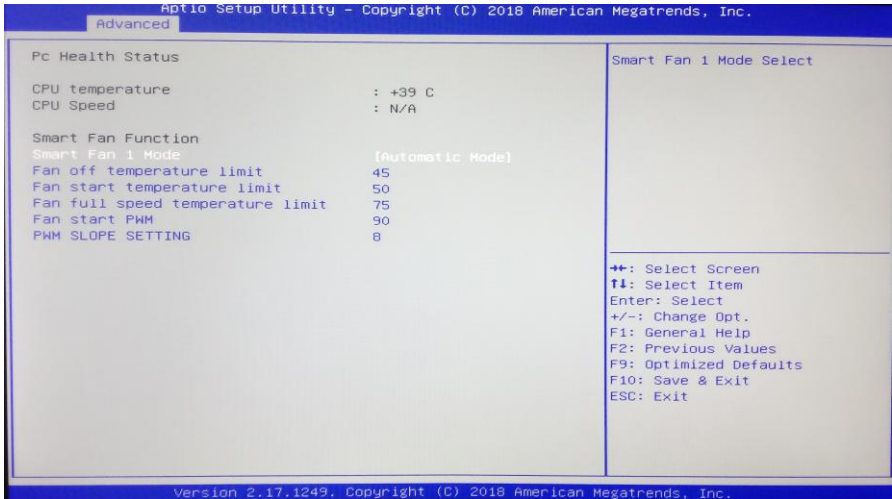 Aptio Setup Utility – Copyright (C) 2018 American Megatrends, Inc.
Advanced
Pc Health Status
CPU temperature : +39 C
CPU Speed : N/A
Smart Fan Function
Smart Fan 1 Mode [Automatic Mode]
Fan off temperature limit 45
Fan start temperature limit 50
Fan full speed temperature limit 75
Fan start PWM 90
PWM SLOPE SETTING 8
Smart Fan 1 Mode Select
→←: Select Screen
↑↓: Select Item
Enter: Select
+/-: Change Opt.
F1: General Help
F2: Previous Values
F9: Optimized Defaults
F10: Save & Exit
ESC: Exit
Version 2.17.1249. Copyright (C) 2018 American Megatrends, Inc.